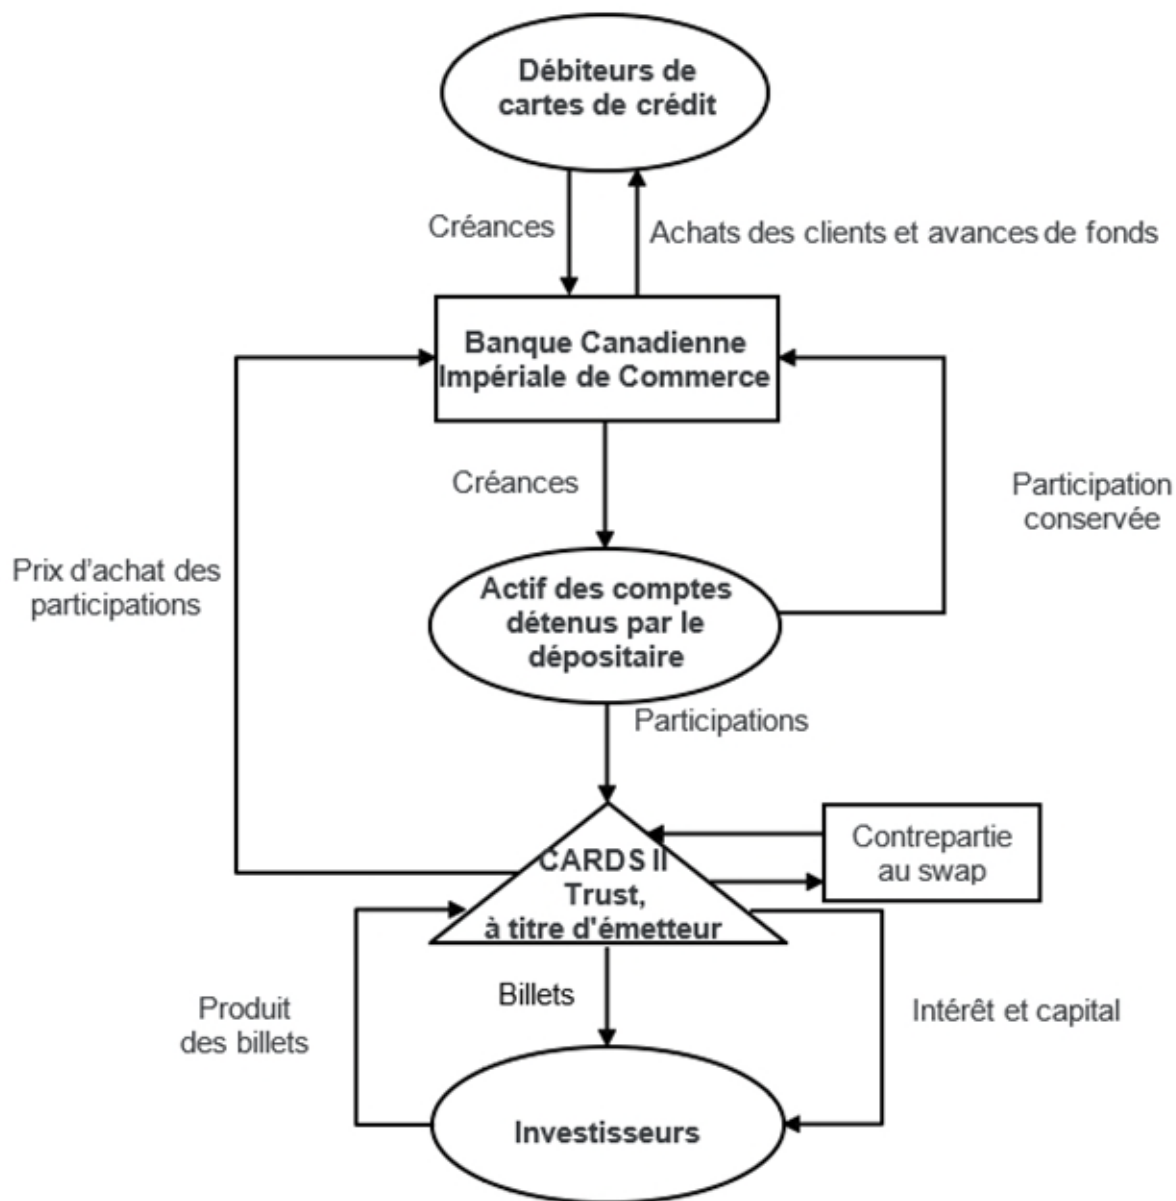 Débiteurs de
cartes de crédit
Créances
Achats des clients et avances de fonds
Banque Canadienne
Impériale de Commerce
Créances
Participation
conservée
Prix d'achat des
participations
Actif des comptes
détenus par le
dépositaire
Participations
Contrepartie
au swap
CARDS II
Trust,
à titre d'émetteur
Billets
Produit
des billets
Intérêt et capital
Investisseurs